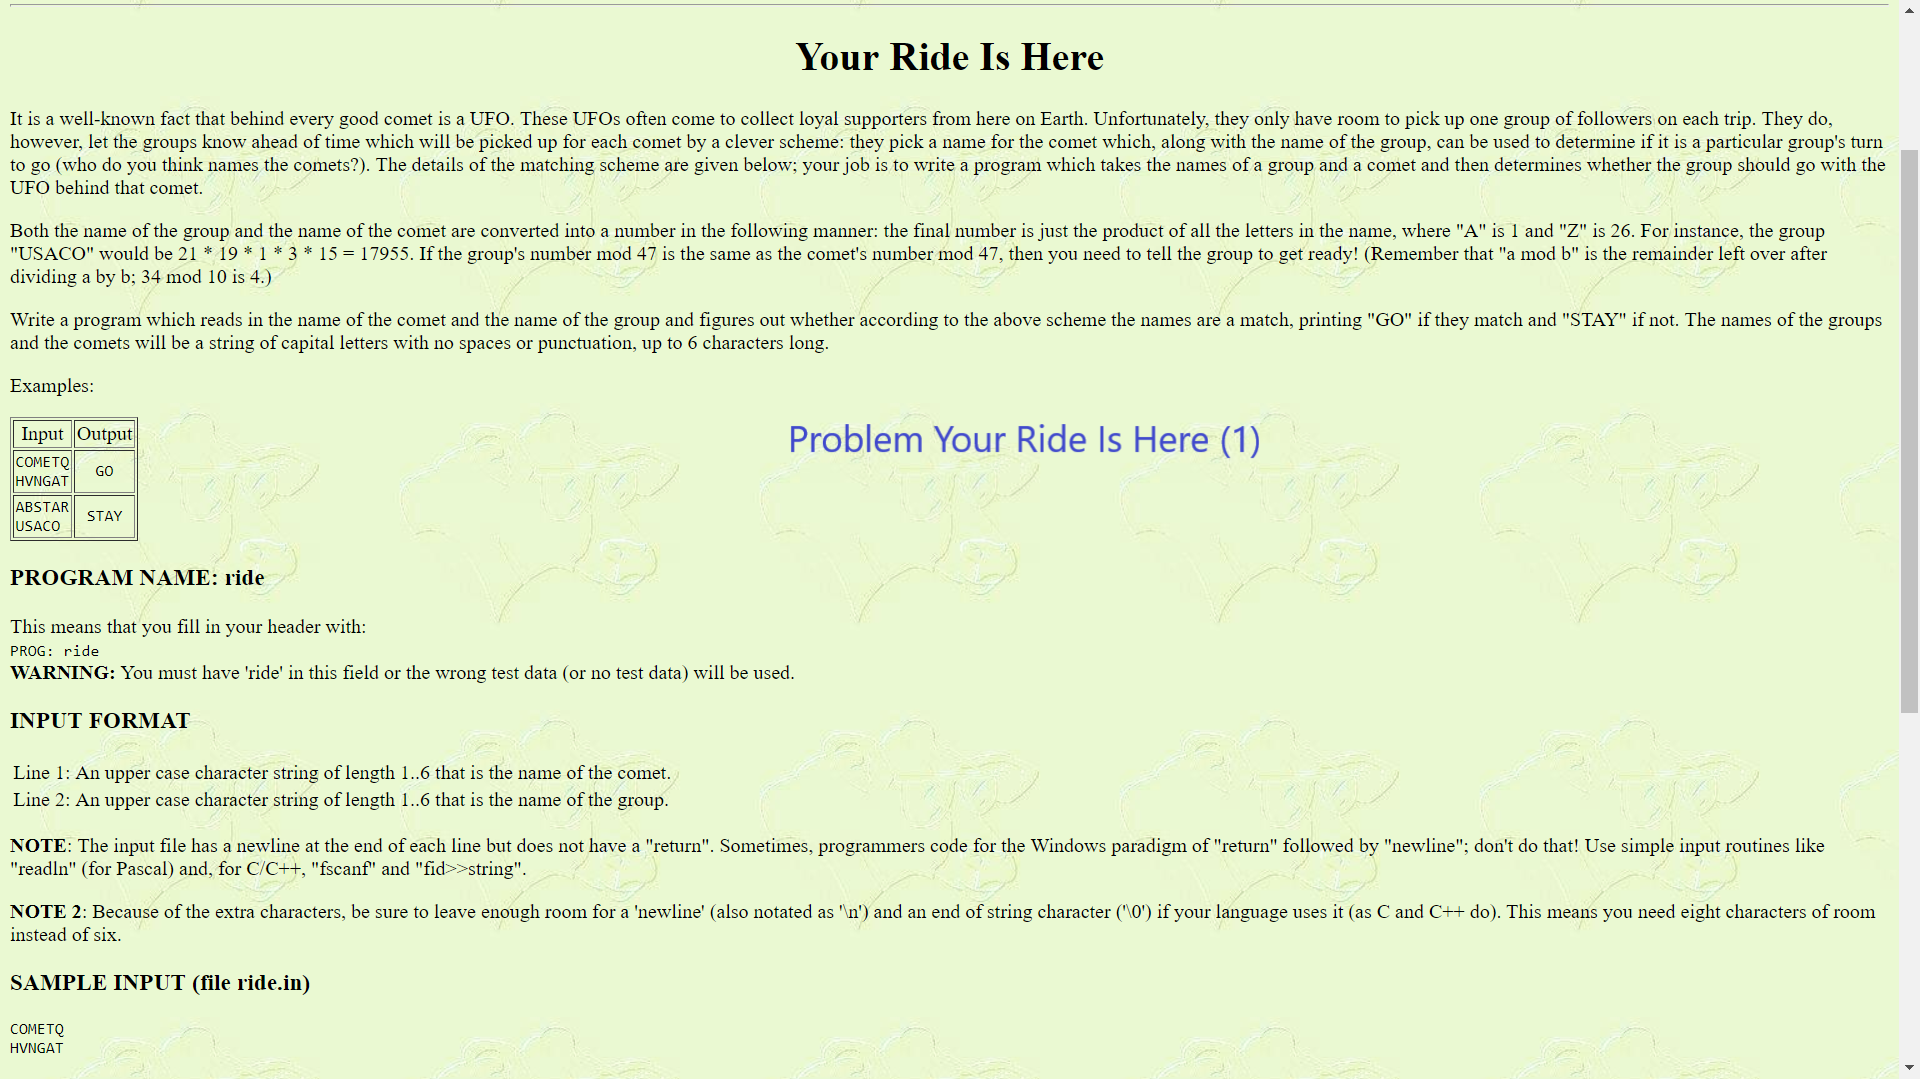 Your Ride Is Here
It is a well-known fact that behind every good comet is a UFO. These UFOs often come to collect loyal supporters from here on Earth. Unfortunately, they only have room to pick up one group of followers on each trip. They do,
however, let the groups know ahead of time which will be picked up for each comet by a clever scheme: they pick a name for the comet which, along with the name of the group, can be used to determine if it is a particular group's turn
to go (who do you think names the comets?). The details of the matching scheme are given below; your job is to write a program which takes the names of a group and a comet and then determines whether the group should go with the
UFO behind that comet.
Both the name of the group and the name of the comet are converted into a number in the following manner: the final number is just the product of all the letters in the name, where "A" is 1 and "Z" is 26. For instance, the group
"USACO" would be 21 * 19 * 1 * 3 * 15 = 17955. If the group's number mod 47 is the same as the comet's number mod 47, then you need to tell the group to get ready! (Remember that "a mod b" is the remainder left over after
dividing a by b; 34 mod 10 is 4.)
Write a program which reads in the name of the comet and the name of the group and figures out whether according to the above scheme the names are a match, printing "GO" if they match and "STAY" if not. The names of the groups
and the comets will be a string of capital letters with no spaces or punctuation, up to 6 characters long.
Examples:
Input Output
COMETQ
HVNGAT
GO
ABSTAR
USACO
STAY
Problem Your Ride Is Here (1)
PROGRAM NAME: ride
This means that you fill in your header with:
PROG: ride
WARNING: You must have 'ride' in this field or the wrong test data (or no test data) will be used.
INPUT FORMAT
Line 1: An upper case character string of length 1..6 that is the name of the comet.
Line 2: An upper case character string of length 1..6 that is the name of the group.
NOTE: The input file has a newline at the end of each line but does not have a "return". Sometimes, programmers code for the Windows paradigm of "return" followed by "newline"; don't do that! Use simple input routines like
"readln" (for Pascal) and, for C/C++, "fscanf" and "fid>>string".
NOTE 2: Because of the extra characters, be sure to leave enough room for a 'newline' (also notated as '\n') and an end of string character ('\0') if your language uses it (as C and C++ do). This means you need eight characters of room
instead of six.
SAMPLE INPUT (file ride.in)
COMETQ
HVNGAT